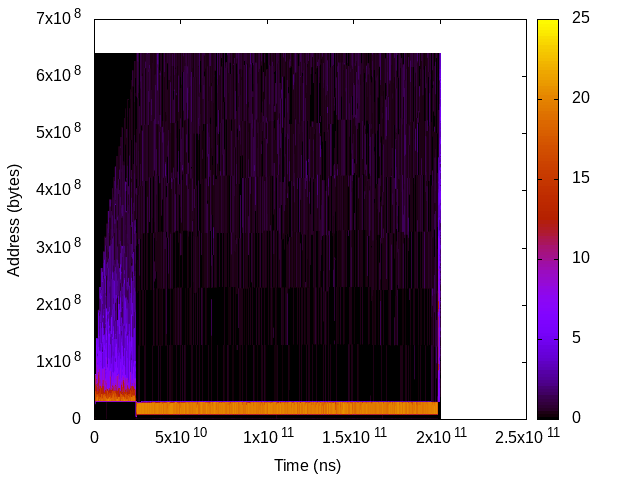 7x10^8
6x10^8
5x10^8
4x10^8
3x10^8
2x10^8
1x10^8
0
Address (bytes)
0
5x10^10
1x10^11
1.5x10^11
2x10^11
2.5x10^11
Time (ns)
25
20
15
10
5
0